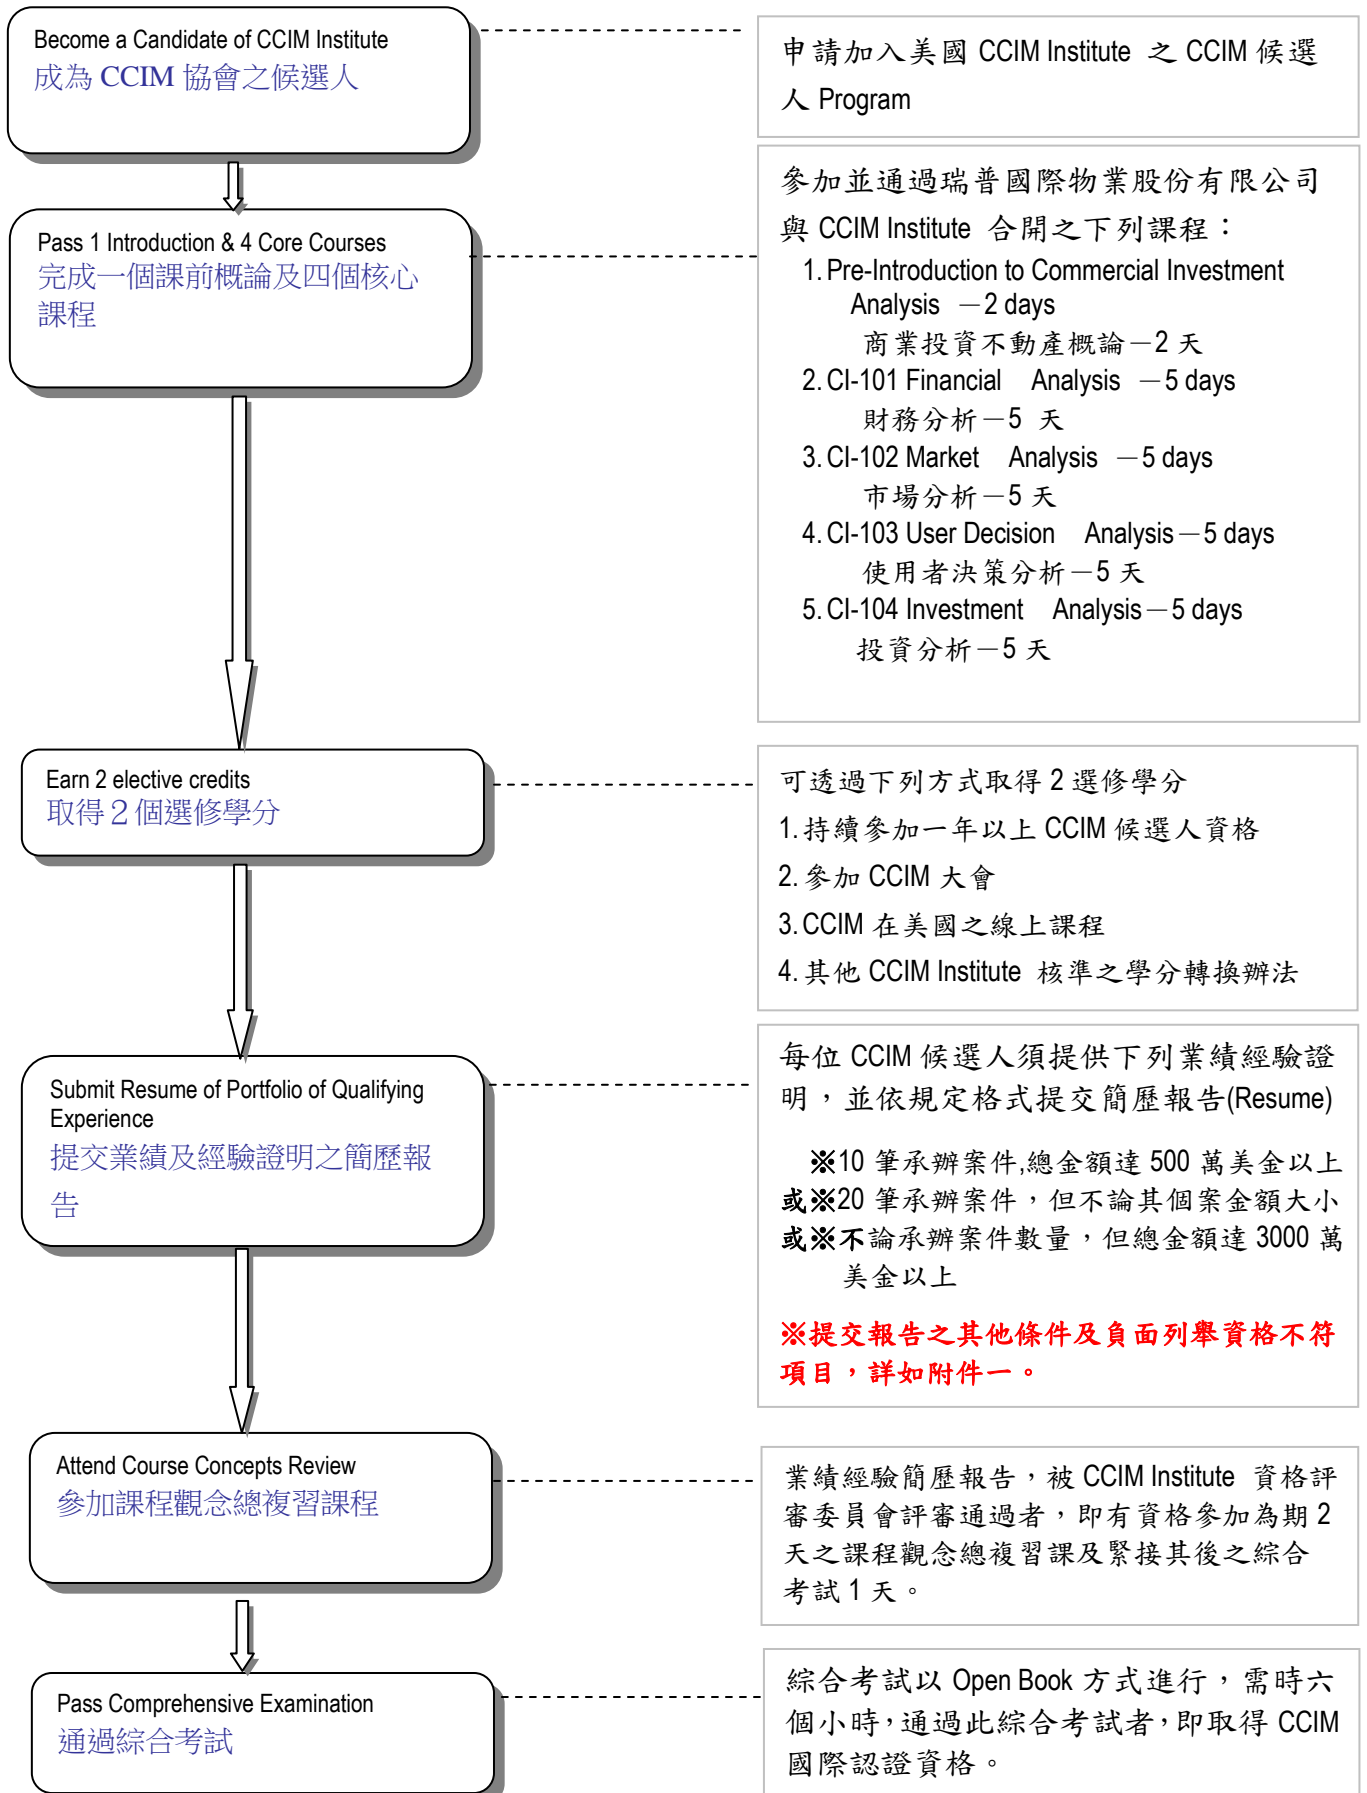 Become a Candidate of CCIM Institute
成為 CCIM 協會之候選人
申請加入美國 CCIM Institute 之 CCIM 候選
人 Program
Pass 1 Introduction & 4 Core Courses
完成一個課前概論及四個核心
課程
參加並通過瑞普國際物業股份有限公司
與 CCIM Institute 合開之下列課程：
1. Pre-Introduction to Commercial Investment
Analysis －2 days
商業投資不動產概論－2 天
2. CI-101 Financial Analysis －5 days
財務分析－5 天
3. CI-102 Market Analysis －5 days
市場分析－5 天
4. CI-103 User Decision Analysis－5 days
使用者決策分析－5 天
5. CI-104 Investment Analysis－5 days
投資分析－5 天
Earn 2 elective credits
取得２個選修學分
可透過下列方式取得 2 選修學分
1. 持續參加一年以上 CCIM 候選人資格
2. 參加 CCIM 大會
3. CCIM 在美國之線上課程
4. 其他 CCIM Institute 核準之學分轉換辦法
Submit Resume of Portfolio of Qualifying
Experience
提交業績及經驗證明之簡歷報
告
每位 CCIM 候選人須提供下列業績經驗證
明，並依規定格式提交簡歷報告(Resume)
※10 筆承辦案件,總金額達 500 萬美金以上
或※20 筆承辦案件，但不論其個案金額大小
或※不論承辦案件數量，但總金額達 3000 萬
美金以上
※提交報告之其他條件及負面列舉資格不符
項目，詳如附件一。
Attend Course Concepts Review
參加課程觀念總複習課程
業績經驗簡歷報告，被 CCIM Institute 資格評
審委員會評審通過者，即有資格參加為期 2
天之課程觀念總複習課及緊接其後之綜合
考試 1 天。
Pass Comprehensive Examination
通過綜合考試
綜合考試以 Open Book 方式進行，需時六
個小時，通過此綜合考試者，即取得 CCIM
國際認證資格。